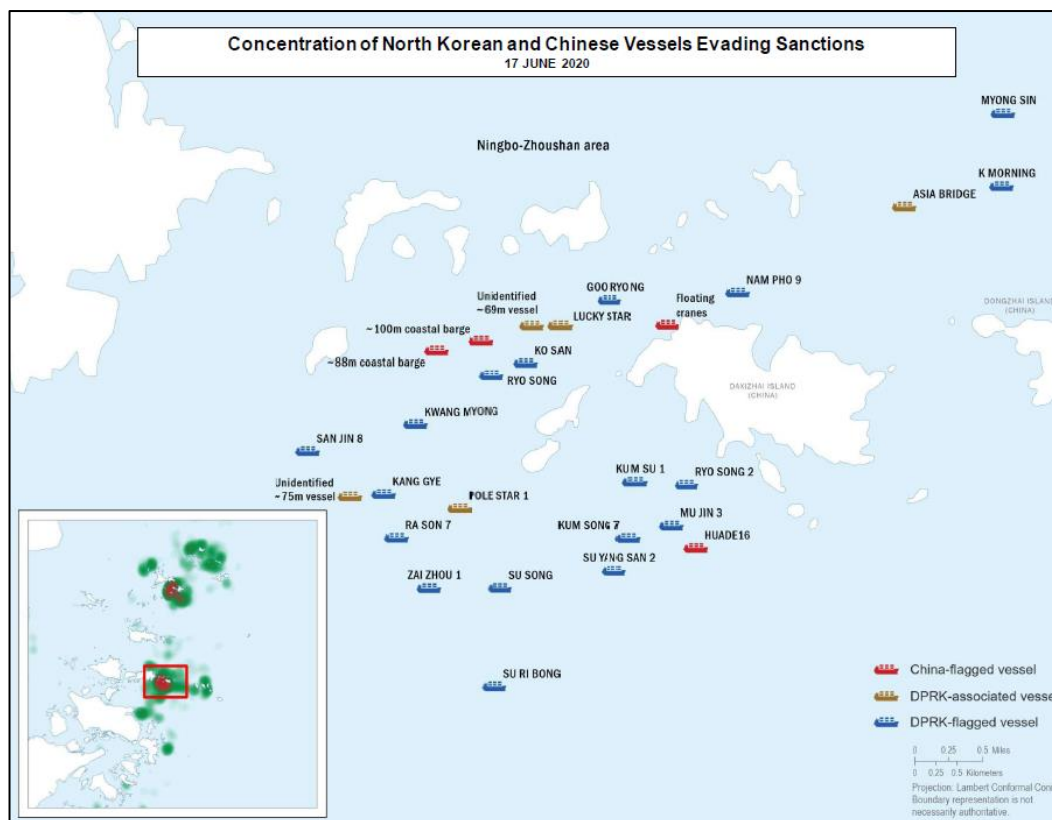 Concentration of North Korean and Chinese Vessels Evading Sanctions
17 JUNE 2020
MYONG SIN
Ningbo-Zhoushan area
K MORNING
ASIA BRIDGE
NAM PHO 9
GOO RYONG
Unidentified
~69m vessel
LUCKY STAR
Floating
cranes
DONGZHAI ISLAND
(CHINA)
~100m coastal barge
~88m coastal barge
KO SAN
RYO SONG
DAXIZHAI ISLAND
(CHINA)
KWANG MYONG
SAN JIN 8
Unidentified
~75m vessel
KANG GYE
POLE STAR 1
KUM SU 1
RYO SONG 2
RA SON 7
KUM SONG 7
MU JIN 3
HUADE16
SU YANG SAN 2
ZAI ZHOU 1
SU SONG
SU RI BONG
China-flagged vessel
DPRK-associated vesse
DPRK-flagged vessel
0 0.25 0.5 Miles
0 0.25 0.5 Kilometers
Projection: Lambert Conformal Con
Boundary representation is not
necessarily authoritative.